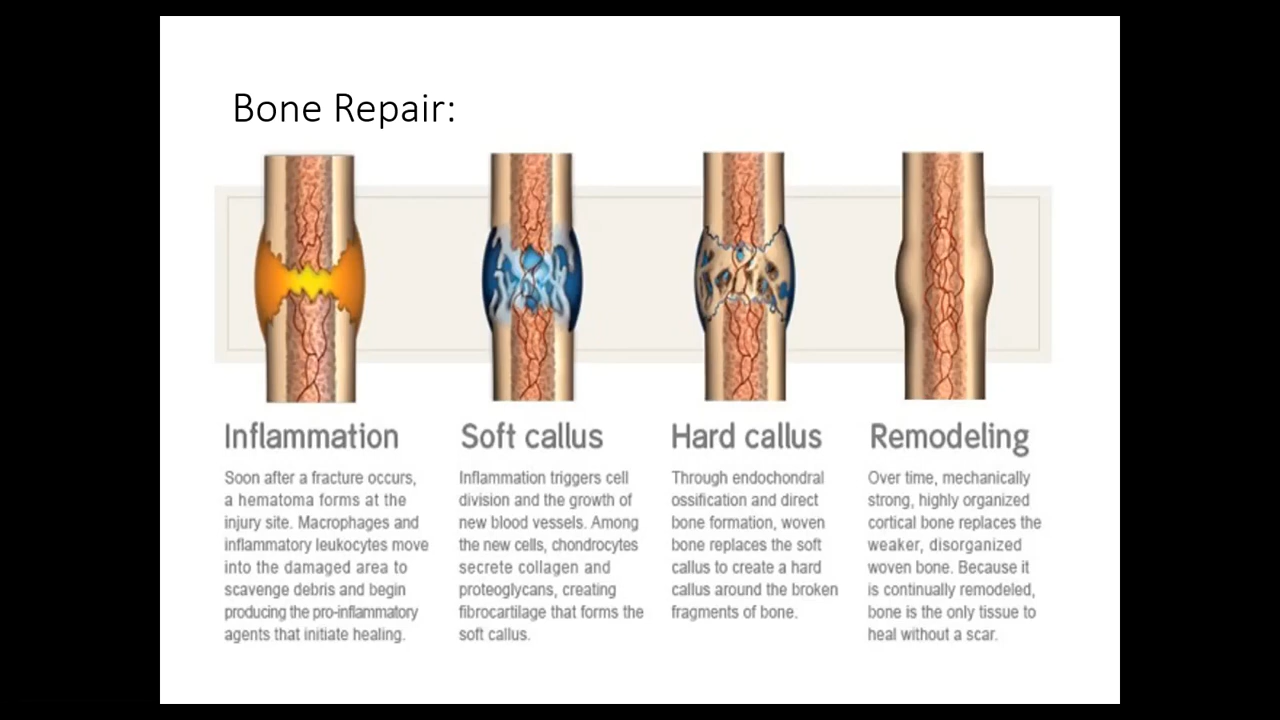 Bone Repair:
Inflammation
Soon after a fracture occurs,
a hematoma forms at the
injury site. Macrophages and
inflammatory leukocytes move
into the damaged area to
scavenge debris and begin
producing the pro-inflammatory
agents that initiate healing.
Soft callus
Inflammation triggers cell
division and the growth of
new blood vessels. Among
the new cells, chondrocytes
secrete collagen and
proteoglycans, creating
fibrocartilage that forms the
soft callus.
Hard callus
Through endochondral
ossification and direct
bone formation, woven
bone replaces the soft
callus to create a hard
callus around the broken
fragments of bone.
Remodeling
Over time, mechanically
strong, highly organized
cortical bone replaces the
weaker, disorganized
woven bone. Because it
is continually remodeled,
bone is the only tissue to
heal without a scar.